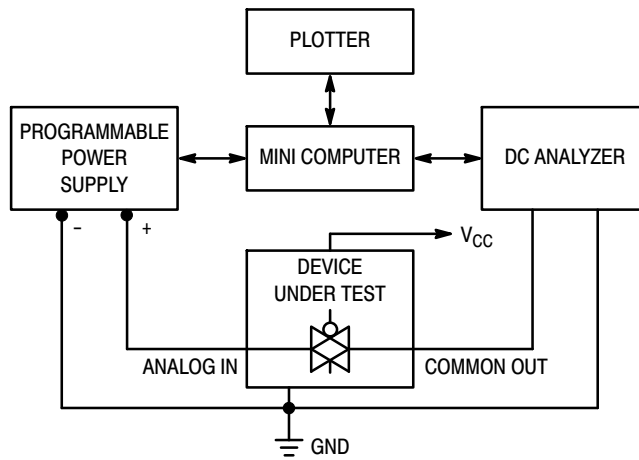 PLOTTER
PROGRAMMABLE
POWER
SUPPLY
MINI COMPUTER
DC ANALYZER
–
+
VCC
DEVICE
UNDER TEST
ANALOG IN
COMMON OUT
GND